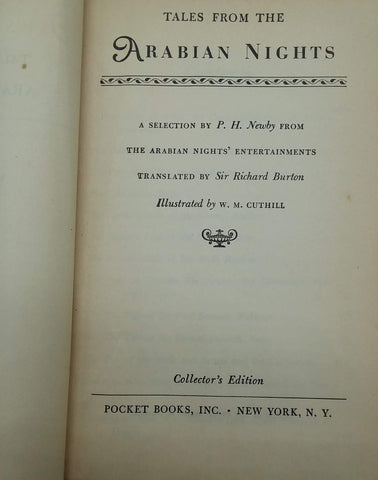 TALES FROM THE
ARABIAN NIGHTS
A SELECTION BY P. H. Newby FROM
THE ARABIAN NIGHTS' ENTERTAINMENTS
TRANSLATED BY Sir Richard Burton
Illustrated by W. M. CUTHILL
Collector's Edition
POCKET BOOKS, INC. · NEW YORK, N. Y.